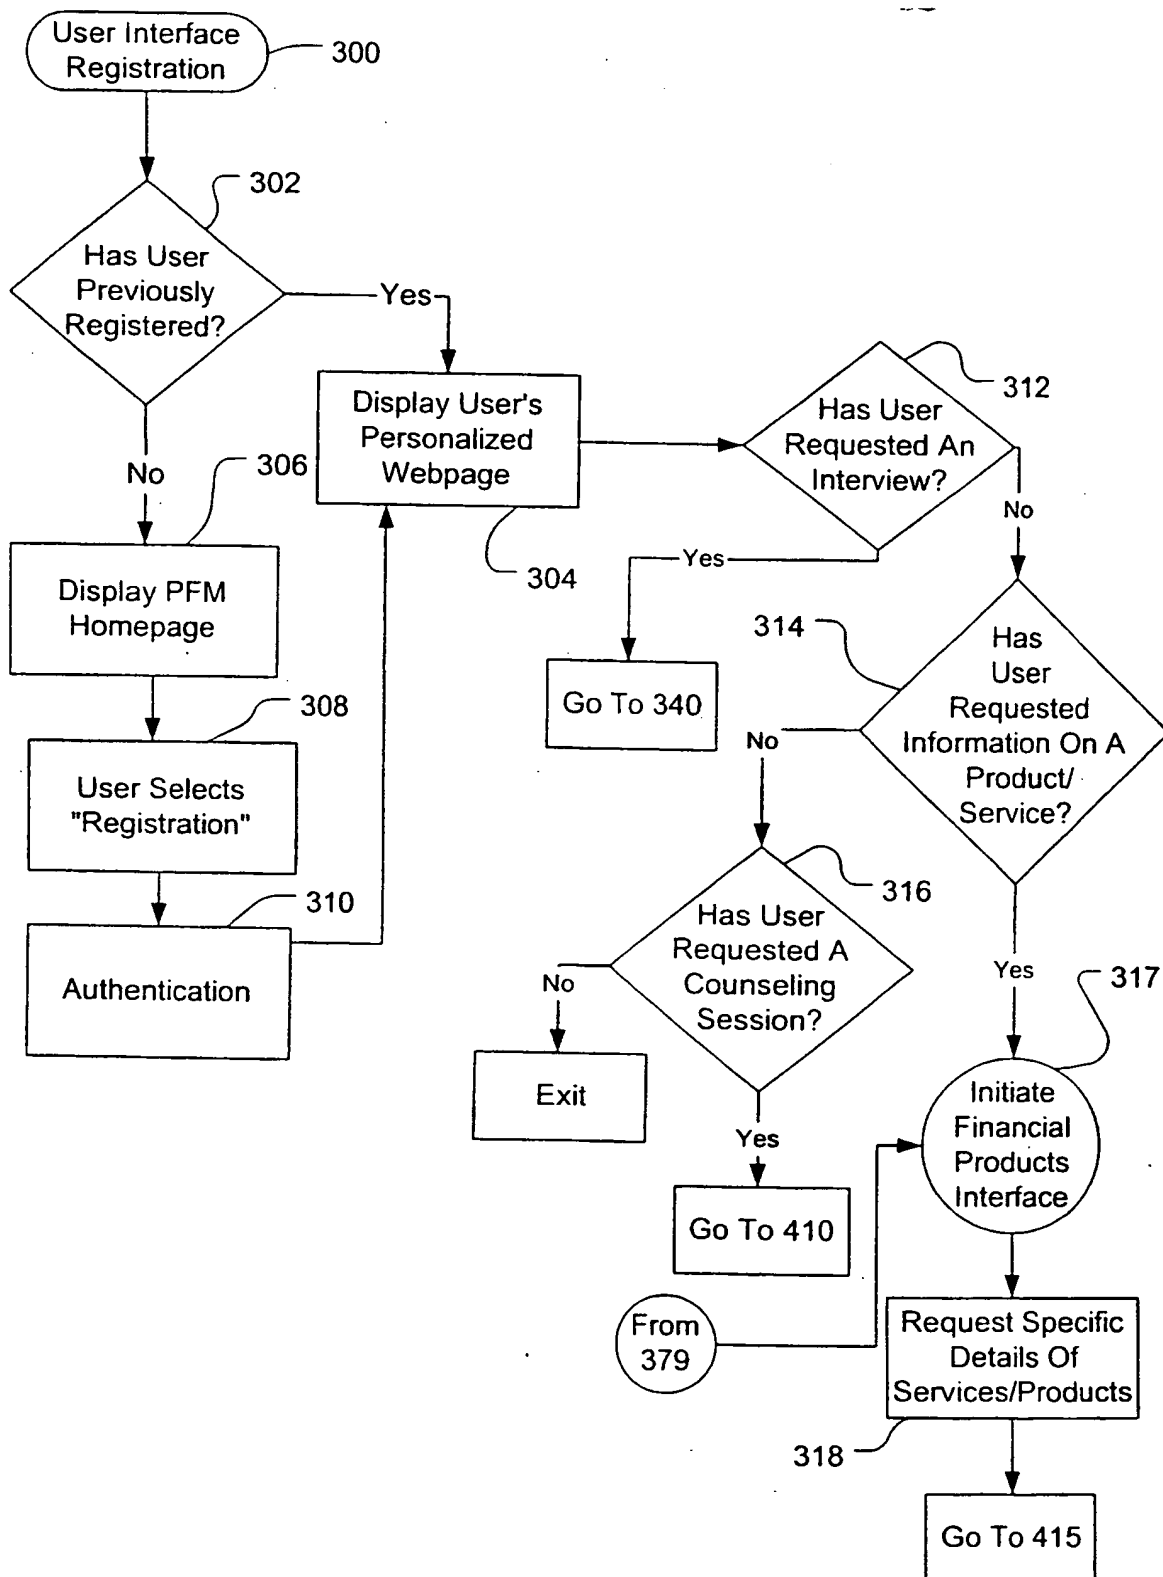 User Interface
Registration
300
302
Has User
Previously
Registered?
Yes
No
306
Display PFM
Homepage
308
User Selects
"Registration"
310
Authentication
Display User's
Personalized
Webpage
304
312
Has User
Requested An
Interview?
Yes
No
Go To 340
314
Has
User
Requested
Information On A
Product/
Service?
No
Yes
316
Has User
Requested A
Counseling
Session?
No
Exit
Yes
Go To 410
317
Initiate
Financial
Products
Interface
From
379
Request Specific
Details Of
Services/Products
318
Go To 415